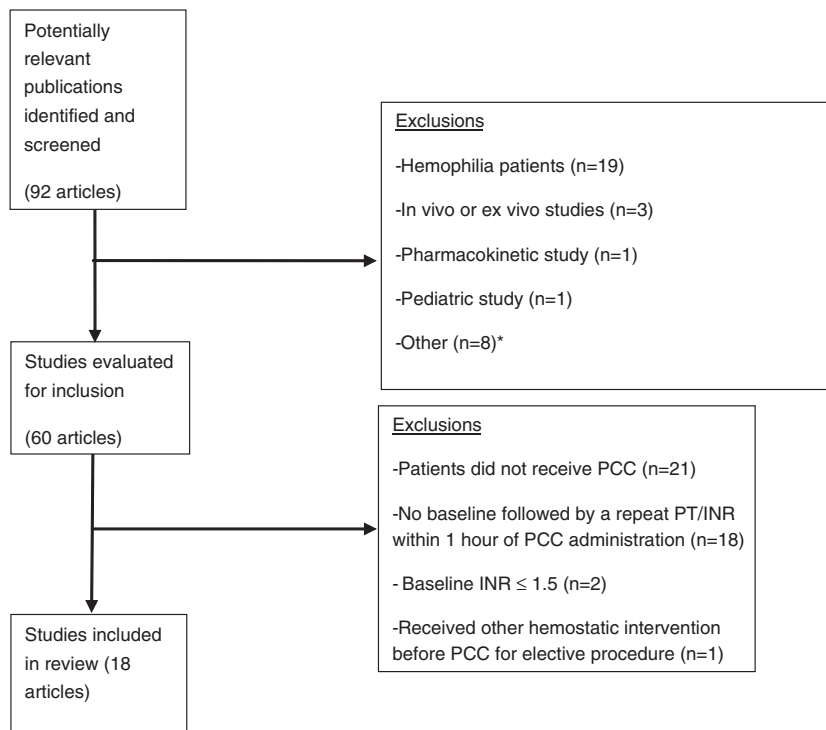 Potentially
relevant
publications
identified and
screened
(92 articles)
Exclusions
-Hemophilia patients (n=19)
-In vivo or ex vivo studies (n=3)
-Pharmacokinetic study (n=1)
-Pediatric study (n=1)
-Other (n=8)*
Studies evaluated
for inclusion
(60 articles)
Exclusions
-Patients did not receive PCC (n=21)
-No baseline followed by a repeat PT/INR
within 1 hour of PCC administration (n=18)
- Baseline INR ≤ 1.5 (n=2)
-Received other hemostatic intervention
before PCC for elective procedure (n=1)
Studies included
in review (18
articles)